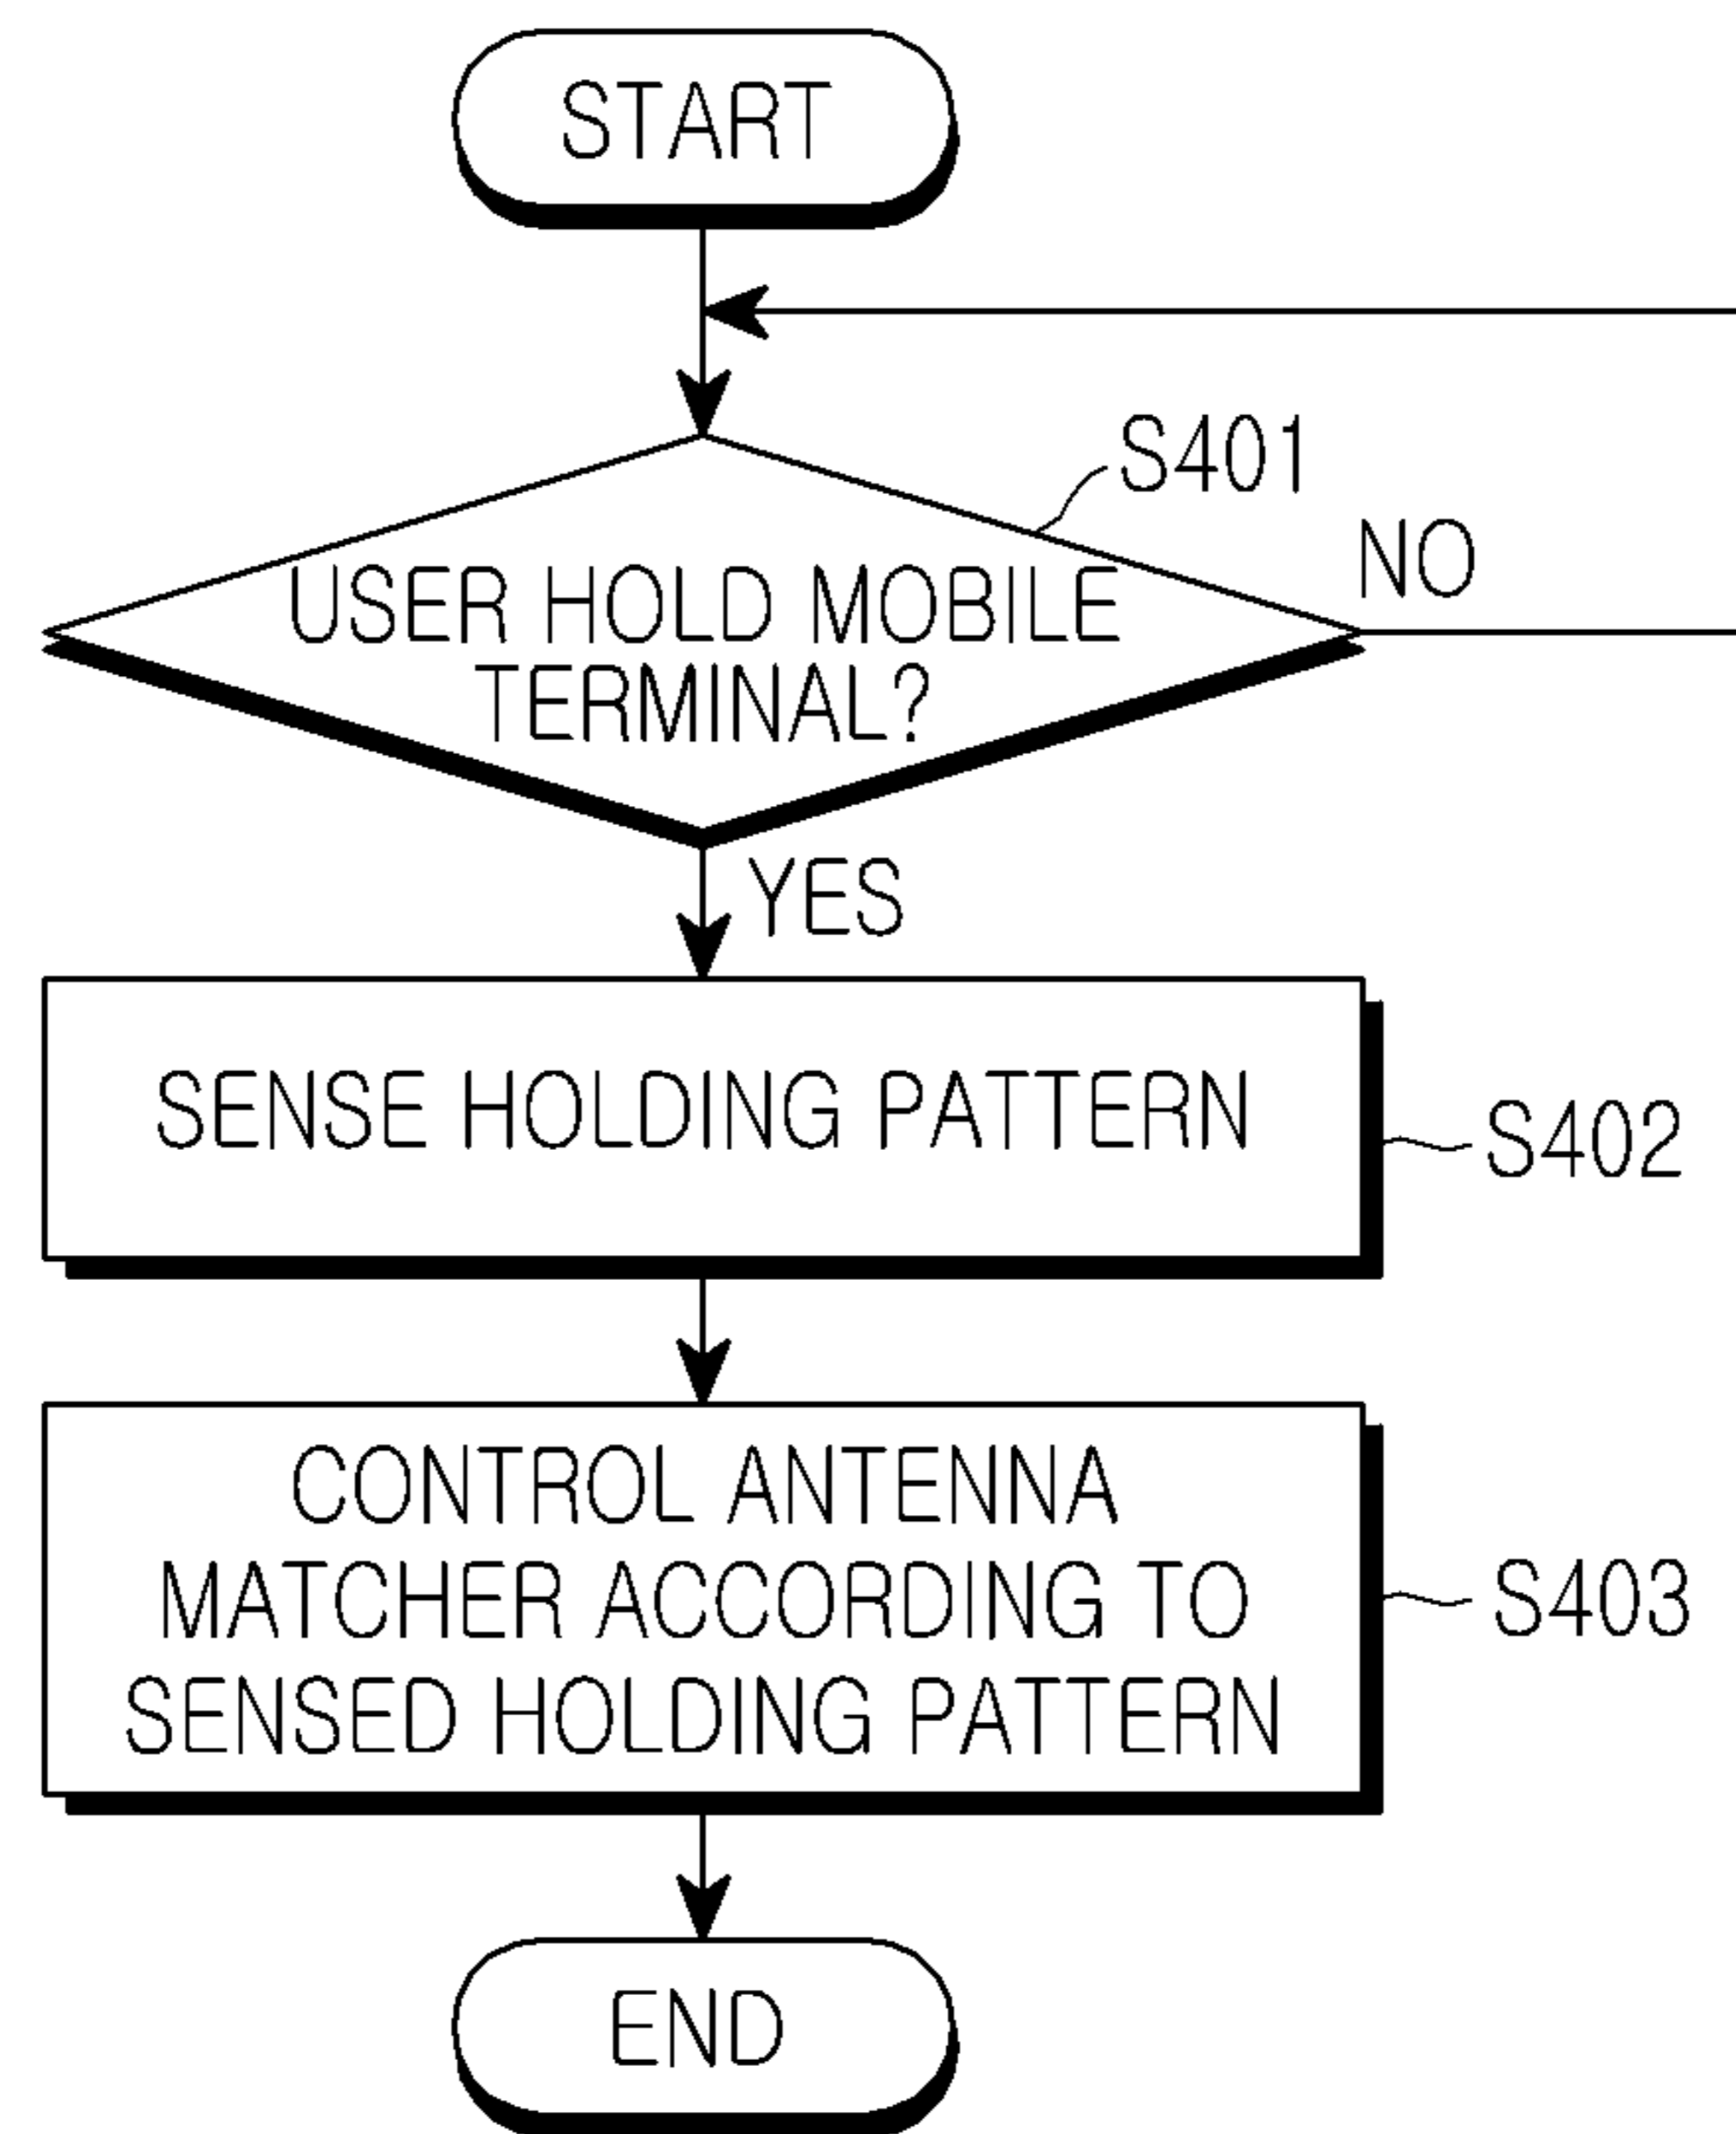 START
S401
NO
USER HOLD MOBILE
TERMINAL?
YES
SENSE HOLDING PATTERN
S402
CONTROL ANTENNA
MATCHER ACCORDING TO
SENSED HOLDING PATTERN
S403
END